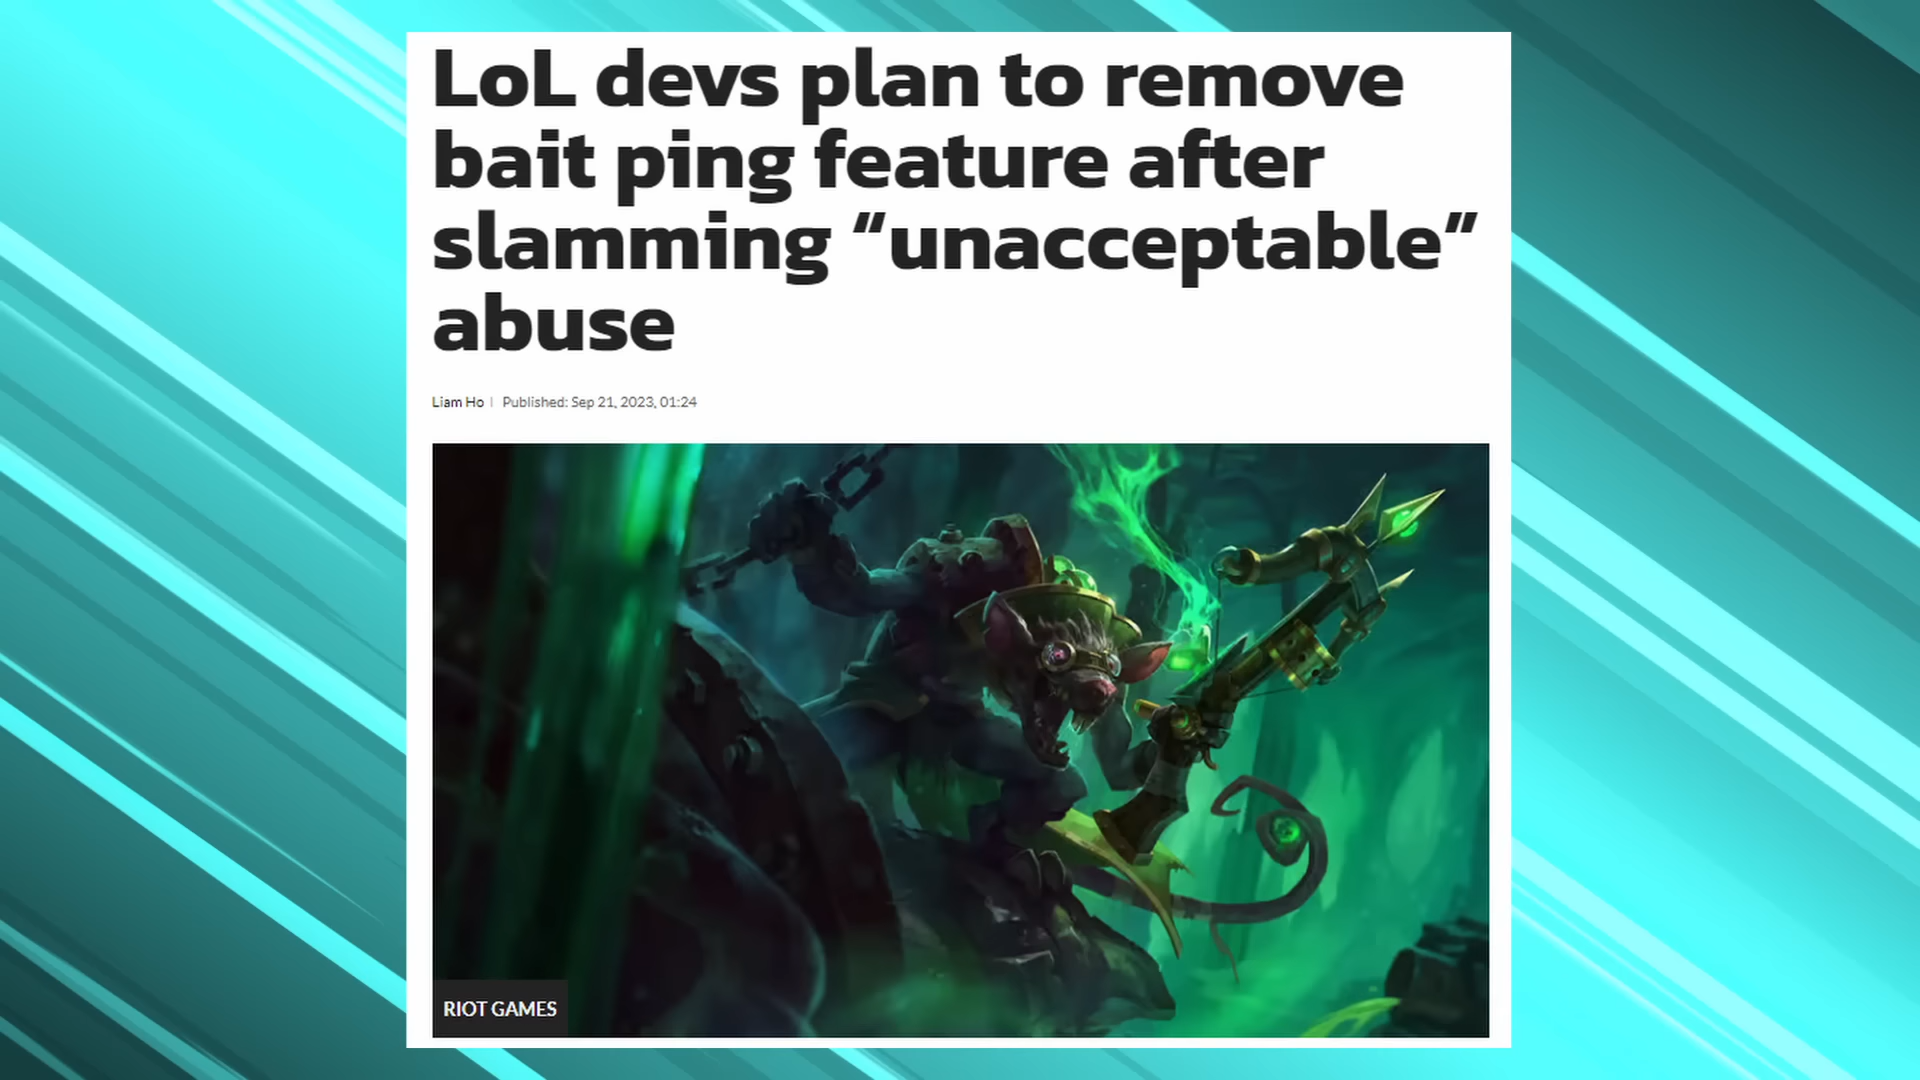 LoL devs plan to remove
bait ping feature after
slamming “unacceptable”
abuse
Liam Ho | Published: Sep 21, 2023, 01:24
RIOT GAMES